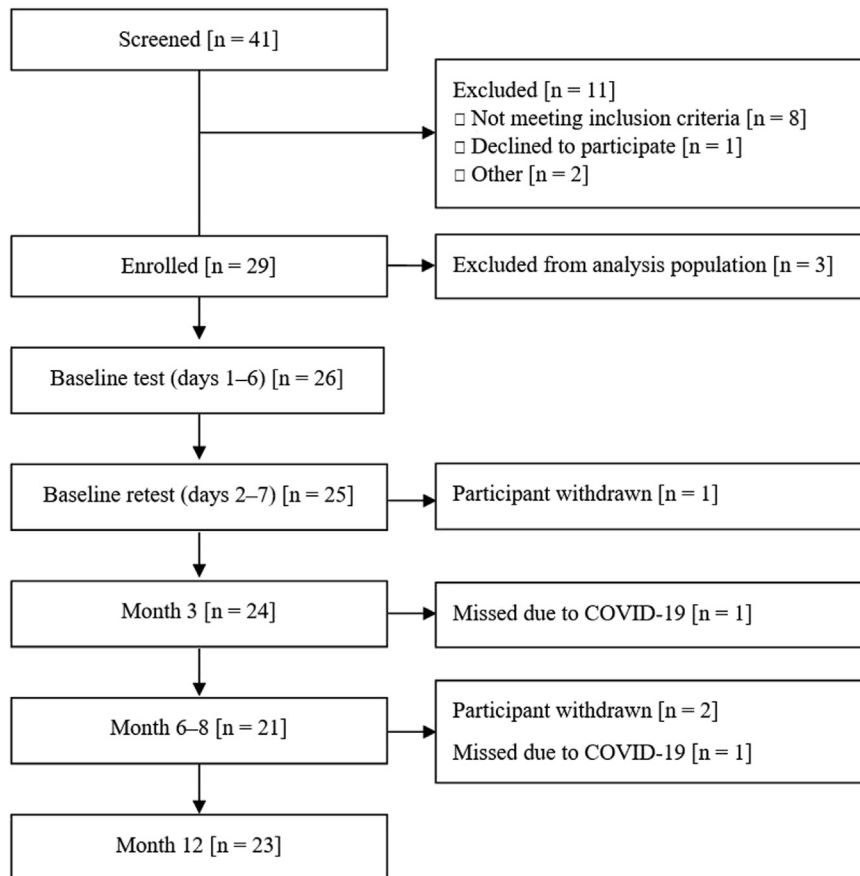 Screened [n = 41]
Excluded [n = 11]
▯ Not meeting inclusion criteria [n = 8]
▯ Declined to participate [n = 1]
▯ Other [n = 2]
Enrolled [n = 29]
Excluded from analysis population [n = 3]
Baseline test (days 1–6) [n = 26]
Baseline retest (days 2–7) [n = 25]
Participant withdrawn [n = 1]
Month 3 [n = 24]
Missed due to COVID-19 [n = 1]
Month 6–8 [n = 21]
Participant withdrawn [n = 2]
Missed due to COVID-19 [n = 1]
Month 12 [n = 23]